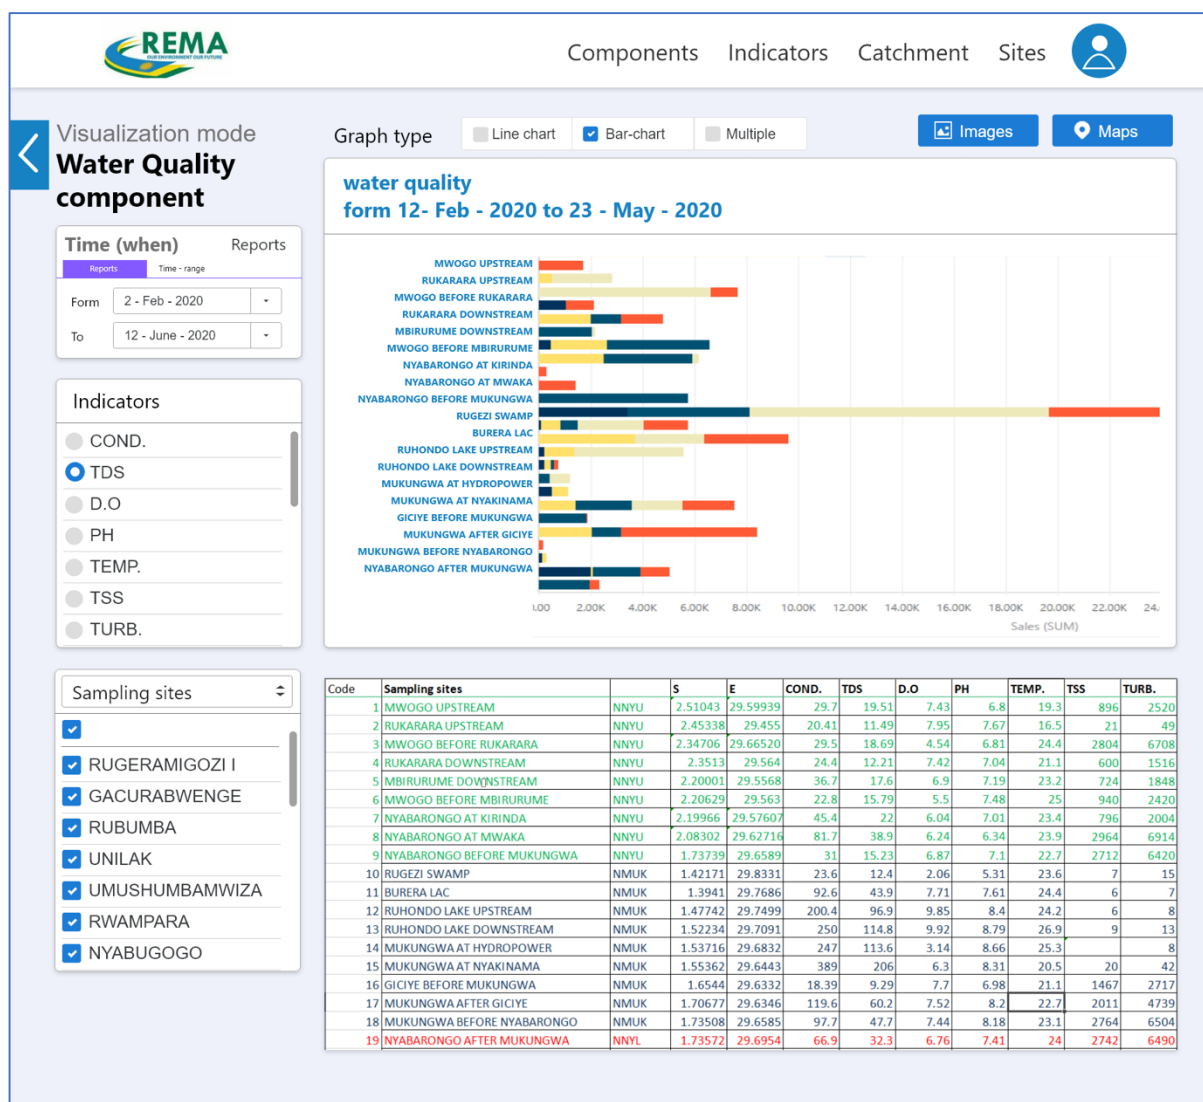 REMA
OUR ENVIRONMENT OUR FUTURE
Components Indicators Catchment Sites
Visualization mode
Water Quality
component
Graph type Line chart Bar-chart Multiple Images Maps
Time (when) Reports
Reports Time - range
Form 2 - Feb - 2020
To 12 - June - 2020
Indicators
COND.
TDS
D.O
PH
TEMP.
TSS
TURB.
Sampling sites
RUGERAMIGOZI I
GACURABWENGE
RUBUMBA
UNILAK
UMUSHUMBAMWIZA
RWAMPARA
NYABUGOGO
water quality
form 12- Feb - 2020 to 23 - May - 2020
MWOGO UPSTREAM
RUKARARA UPSTREAM
MWOGO BEFORE RUKARARA
RUKARARA DOWNSTREAM
MBIRURUME DOWNSTREAM
MWOGO BEFORE MBIRURUME
NYABARONGO AT KIRINDA
NYABARONGO AT MWAKA
NYABARONGO BEFORE MUKUNGWA
RUGEZI SWAMP
BURERA LAC
RUHONDO LAKE UPSTREAM
RUHONDO LAKE DOWNSTREAM
MUKUNGWA AT HYDROPOWER
MUKUNGWA AT NYAKINAMA
GICIYE BEFORE MUKUNGWA
MUKUNGWA AFTER GICIYE
MUKUNGWA BEFORE NYABARONGO
NYABARONGO AFTER MUKUNGWA
.00 2.00K 4.00K 6.00K 8.00K 10.00K 12.00K 14.00K 16.00K 18.00K 20.00K 22.00K 24.
Sales (SUM)
Code Sampling sites S E COND. TDS D.O PH TEMP. TSS TURB.
1 MWOGO UPSTREAM NNYU 2.51043 29.59939 29.7 19.51 7.43 6.8 19.3 896 2520
2 RUKARARA UPSTREAM NNYU 2.45338 29.455 20.41 11.49 7.95 7.67 16.5 21 49
3 MWOGO BEFORE RUKARARA NNYU 2.34706 29.66520 29.5 18.69 4.54 6.81 24.4 2804 6708
4 RUKARARA DOWNSTREAM NNYU 2.3513 29.564 24.4 12.21 7.42 7.04 21.1 600 1516
5 MBIRURUME DOWNSTREAM NNYU 2.20001 29.5568 36.7 17.6 6.9 7.19 23.2 724 1848
6 MWOGO BEFORE MBIRURUME NNYU 2.20629 29.563 22.8 15.79 5.5 7.48 25 940 2420
7 NYABARONGO AT KIRINDA NNYU 2.19966 29.57607 45.4 22 6.04 7.01 23.4 796 2004
8 NYABARONGO AT MWAKA NNYU 2.08302 29.62716 81.7 38.9 6.24 6.34 23.9 2964 6914
9 NYABARONGO BEFORE MUKUNGWA NNYU 1.73739 29.6589 31 15.23 6.87 7.1 22.7 2712 6420
10 RUGEZI SWAMP NMUK 1.42171 29.8331 23.6 12.4 2.06 5.31 23.6 7 15
11 BURERA LAC NMUK 1.3941 29.7686 92.6 43.9 7.71 7.61 24.4 6 7
12 RUHONDO LAKE UPSTREAM NMUK 1.47742 29.7499 200.4 96.9 9.85 8.4 24.2 6 8
13 RUHONDO LAKE DOWNSTREAM NMUK 1.52234 29.7091 250 114.8 9.92 8.79 26.9 9 13
14 MUKUNGWA AT HYDROPOWER NMUK 1.53716 29.6832 247 113.6 3.14 8.66 25.3 8
15 MUKUNGWA AT NYAKINAMA NMUK 1.55362 29.6443 389 206 6.3 8.31 20.5 20 42
16 GICIYE BEFORE MUKUNGWA NMUK 1.6544 29.6332 18.39 9.29 7.7 6.98 21.1 1467 2717
17 MUKUNGWA AFTER GICIYE NMUK 1.70677 29.6346 119.6 60.2 7.52 8.2 22.7 2011 4739
18 MUKUNGWA BEFORE NYABARONGO NMUK 1.73508 29.6585 97.7 47.7 7.44 8.18 23.1 2764 6504
19 NYABARONGO AFTER MUKUNGWA NNYL 1.73572 29.6954 66.9 32.3 6.76 7.41 24 2742 6490